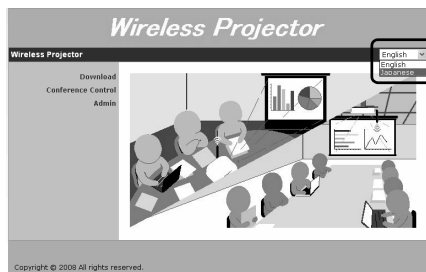 Wireless Projector
Wireless Projector
English
English
Japanese
Download
Conference Control
Admin
Copyright © 2008 All rights reserved.